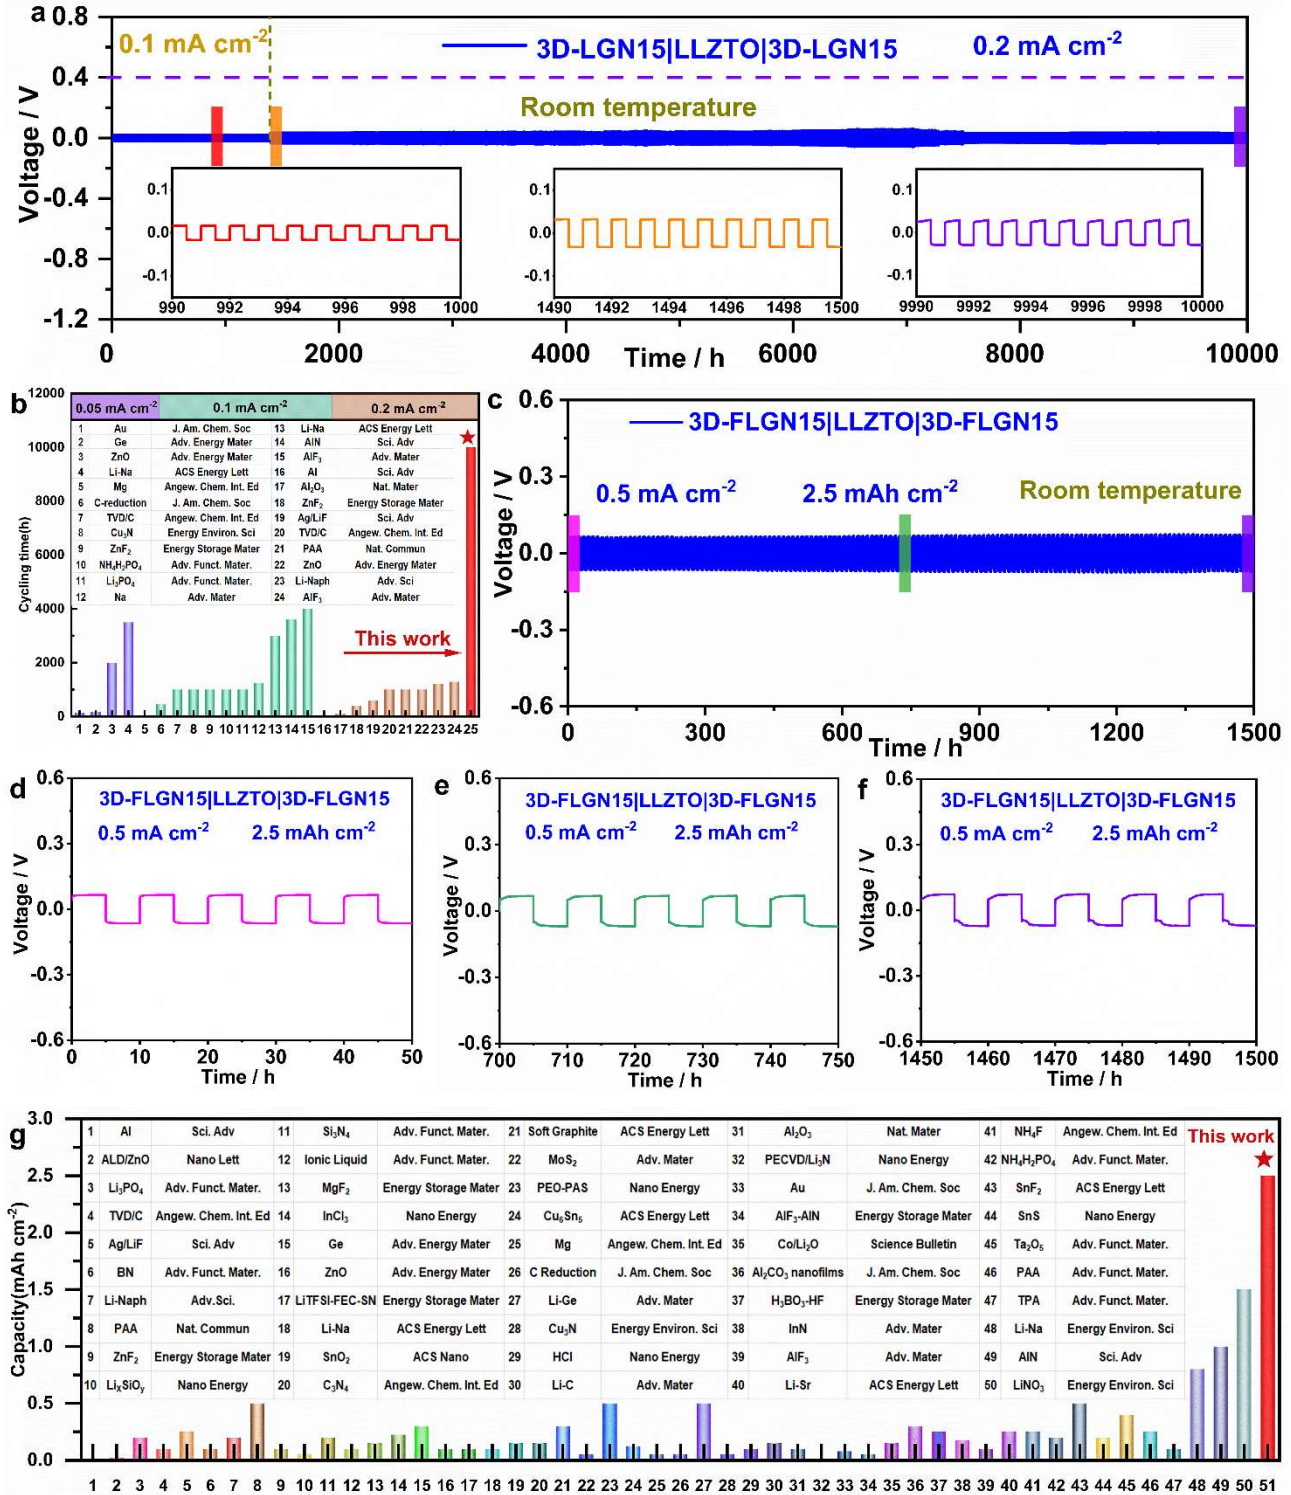 a
0.1 mA cm-2
3D-LGN15|LLZTO|3D-LGN15
0.2 mA cm-2
Room temperature
Voltage / V
0.8
0.4
0.0
-0.4
-0.8
-1.2
0.1
0.0
-0.1
990 992 994 996 998 1000
0.1
0.0
-0.1
1490 1492 1494 1496 1498 1500
0.1
0.0
-0.1
9990 9992 9994 9996 9998 10000
0 2000 4000 6000 8000 10000
Time / h
b
Cycling time(h)
12000
10000
8000
6000
4000
2000
0
0.05 mA cm-2 0.1 mA cm-2 0.2 mA cm-2
1 Au J. Am. Chem. Soc 13 Li-Na ACS Energy Lett
2 Ge Adv. Energy Mater 14 AlN Sci. Adv
3 ZnO Adv. Energy Mater 15 AlF3 Adv. Mater
4 Li-Na ACS Energy Lett 16 Al Sci. Adv
5 Mg Angew. Chem. Int. Ed 17 Al2O3 Nat. Mater
6 C-reduction J. Am. Chem. Soc 18 ZnF2 Energy Storage Mater
7 TVD/C Angew. Chem. Int. Ed 19 Ag/LiF Sci. Adv
8 Cu3N Energy Environ. Sci 20 TVD/C Angew. Chem. Int. Ed
9 ZnF2 Energy Storage Mater 21 PAA Nat. Commun
10 NH4H2PO4 Adv. Funct. Mater. 22 ZnO Adv. Energy Mater
11 Li3PO4 Adv. Funct. Mater. 23 Li-Naph Adv. Sci
12 Na Adv. Mater 24 AlF3 Adv. Mater
This work
1 2 3 4 5 6 7 8 9 10 11 12 13 14 15 16 17 18 19 20 21 22 23 24 25
c
3D-FLGN15|LLZTO|3D-FLGN15
0.5 mA cm-2
2.5 mAh cm-2
Room temperature
Voltage / V
0.6
0.3
0.0
-0.3
-0.6
0 300 600 900 1200 1500
Time / h
d
3D-FLGN15|LLZTO|3D-FLGN15
0.5 mA cm-2
2.5 mAh cm-2
Voltage / V
0.6
0.3
0.0
-0.3
-0.6
0 10 20 30 40 50
Time / h
e
3D-FLGN15|LLZTO|3D-FLGN15
0.5 mA cm-2
2.5 mAh cm-2
Voltage / V
0.6
0.3
0.0
-0.3
-0.6
700 710 720 730 740 750
Time / h
f
3D-FLGN15|LLZTO|3D-FLGN15
0.5 mA cm-2
2.5 mAh cm-2
Voltage / V
0.6
0.3
0.0
-0.3
-0.6
1450 1460 1470 1480 1490 1500
Time / h
g
Capacity(mAh cm-2)
3.0
2.5
2.0
1.5
1.0
0.5
0.0
1 Al Sci. Adv 11 Si3N4 Adv. Funct. Mater. 21 Soft Graphite ACS Energy Lett 31 Al2O3 Nat. Mater 41 NH4F Angew. Chem. Int. Ed
2 ALD/ZnO Nano Lett 12 Ionic Liquid Adv. Funct. Mater. 22 MoS2 Adv. Mater 32 PECVD/Li3N Nano Energy 42 NH4H2PO4 Adv. Funct. Mater.
3 Li3PO4 Adv. Funct. Mater. 13 MgF2 Energy Storage Mater 23 PEO-PAS Nano Energy 33 Au J. Am. Chem. Soc 43 SnF2 ACS Energy Lett
4 TVD/C Angew. Chem. Int. Ed 14 InCl3 Nano Energy 24 Cu6Sn5 ACS Energy Lett 34 AlF3-AlN Energy Storage Mater 44 SnS Nano Energy
5 Ag/LiF Sci. Adv 15 Ge Adv. Energy Mater 25 Mg Angew. Chem. Int. Ed 35 Co/Li2O Science Bulletin 45 Ta2O5 Adv. Funct. Mater.
6 BN Adv. Funct. Mater. 16 ZnO Adv. Energy Mater 26 C Reduction J. Am. Chem. Soc 36 Al2CO3 nanofilms J. Am. Chem. Soc 46 PAA Adv. Funct. Mater.
7 Li-Naph Adv.Sci. 17 LiTFSI-FEC-SN Energy Storage Mater 27 Li-Ge Adv. Mater 37 H3BO3-HF Energy Storage Mater 47 TPA Adv. Funct. Mater.
8 PAA Nat. Commun 18 Li-Na ACS Energy Lett 28 Cu3N Energy Environ. Sci 38 InN Adv. Mater 48 Li-Na Energy Environ. Sci
9 ZnF2 Energy Storage Mater 19 SnO2 ACS Nano 29 HCl Nano Energy 39 AlF3 Adv. Mater 49 AlN Sci. Adv
10 LixSiOy Nano Energy 20 C3N4 Angew. Chem. Int. Ed 30 Li-C Adv. Mater 40 Li-Sr ACS Energy Lett 50 LiNO3 Energy Environ. Sci
This work
1 2 3 4 5 6 7 8 9 10 11 12 13 14 15 16 17 18 19 20 21 22 23 24 25 26 27 28 29 30 31 32 33 34 35 36 37 38 39 40 41 42 43 44 45 46 47 48 49 50 51